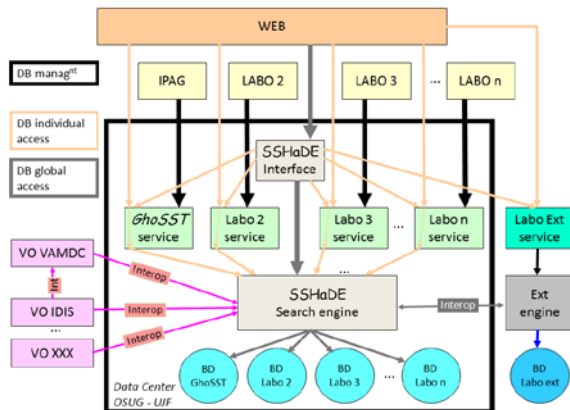 WEB
DB managnt
IPAG
LABO 2
LABO 3
...
LABO n
DB individual
access
DB global
access
SSHaDE
Interface
GhoSST
service
Labo 2
service
Labo 3
service
...
Labo n
service
Labo Ext
service
VO VAMDC
Int
VO IDIS
...
VO XXX
Interop
Interop
Interop
...
SSHaDE
Search engine
Interop
Ext
engine
BD
GhoSST
BD
Labo 2
BD
Labo 3
BD
Labo n
BD
Labo ext
Data Center
OSUG - UJF